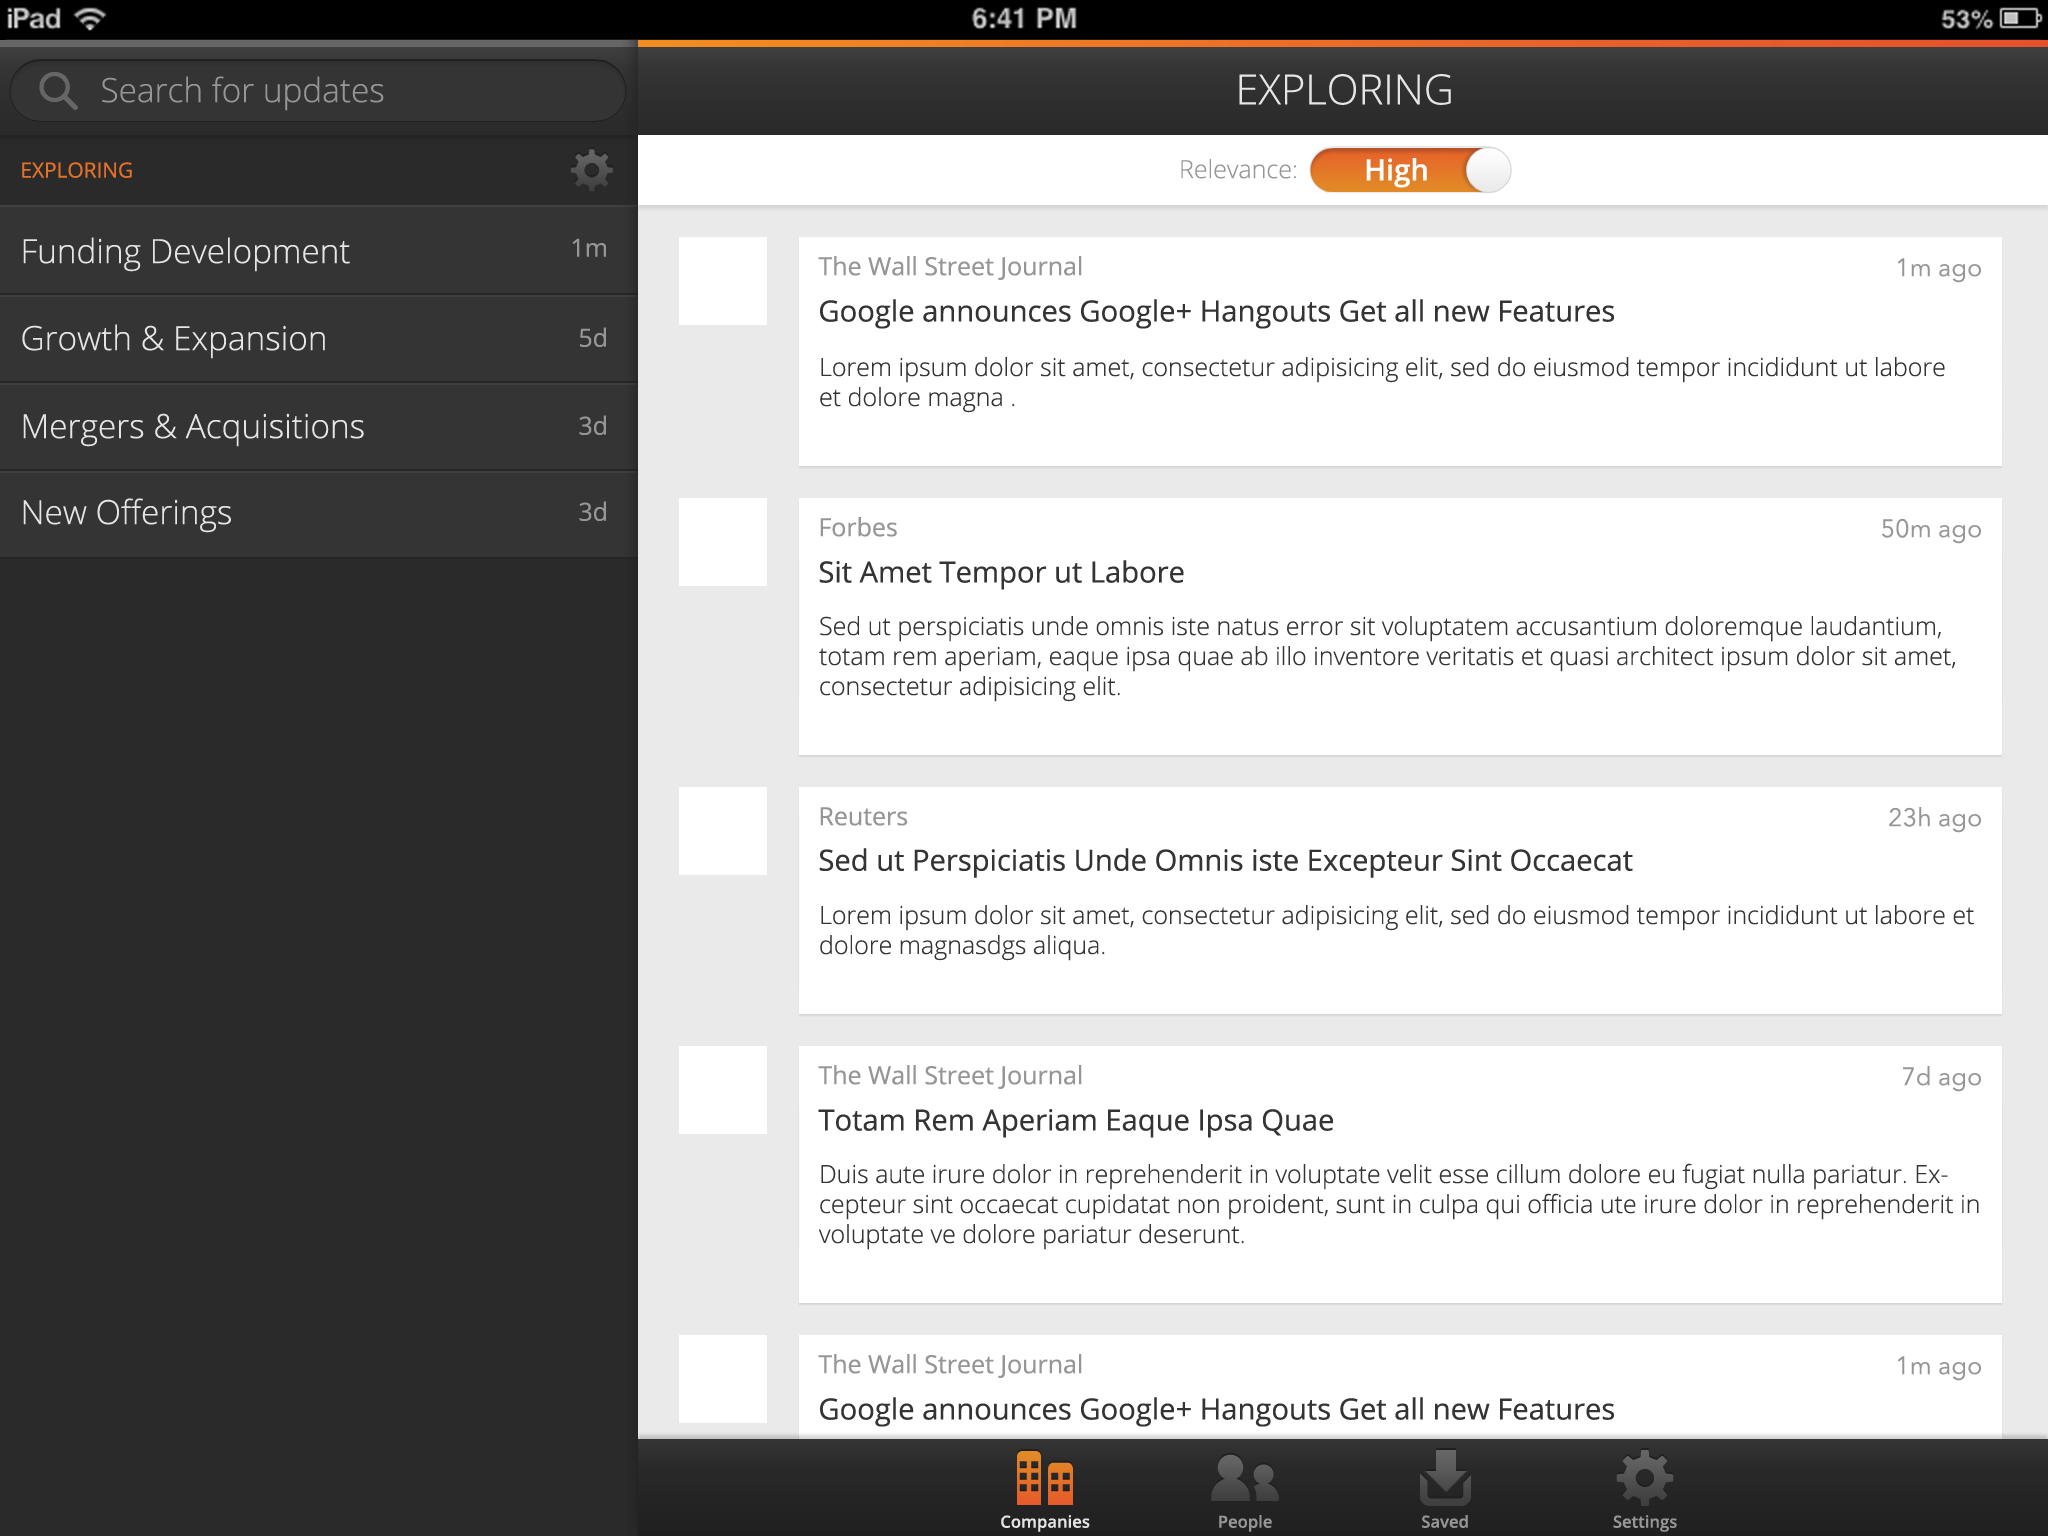 iPad
6:41 PM
53%
Search for updates
EXPLORING
Funding Development
1m
Growth & Expansion
5d
Mergers & Acquisitions
3d
New Offerings
3d
EXPLORING
Relevance:
High
The Wall Street Journal
1m ago
Google announces Google+ Hangouts Get all new Features
Lorem ipsum dolor sit amet, consectetur adipisicing elit, sed do eiusmod tempor incididunt ut labore
et dolore magna .
Forbes
50m ago
Sit Amet Tempor ut Labore
Sed ut perspiciatis unde omnis iste natus error sit voluptatem accusantium doloremque laudantium,
totam rem aperiam, eaque ipsa quae ab illo inventore veritatis et quasi architect ipsum dolor sit amet,
consectetur adipisicing elit.
Reuters
23h ago
Sed ut Perspiciatis Unde Omnis iste Excepteur Sint Occaecat
Lorem ipsum dolor sit amet, consectetur adipisicing elit, sed do eiusmod tempor incididunt ut labore et
dolore magnasdgs aliqua.
The Wall Street Journal
7d ago
Totam Rem Aperiam Eaque Ipsa Quae
Duis aute irure dolor in reprehenderit in voluptate velit esse cillum dolore eu fugiat nulla pariatur. Ex-
cepteur sint occaecat cupidatat non proident, sunt in culpa qui officia ute irure dolor in reprehenderit in
voluptate ve dolore pariatur deserunt.
The Wall Street Journal
1m ago
Google announces Google+ Hangouts Get all new Features
Companies
People
Saved
Settings